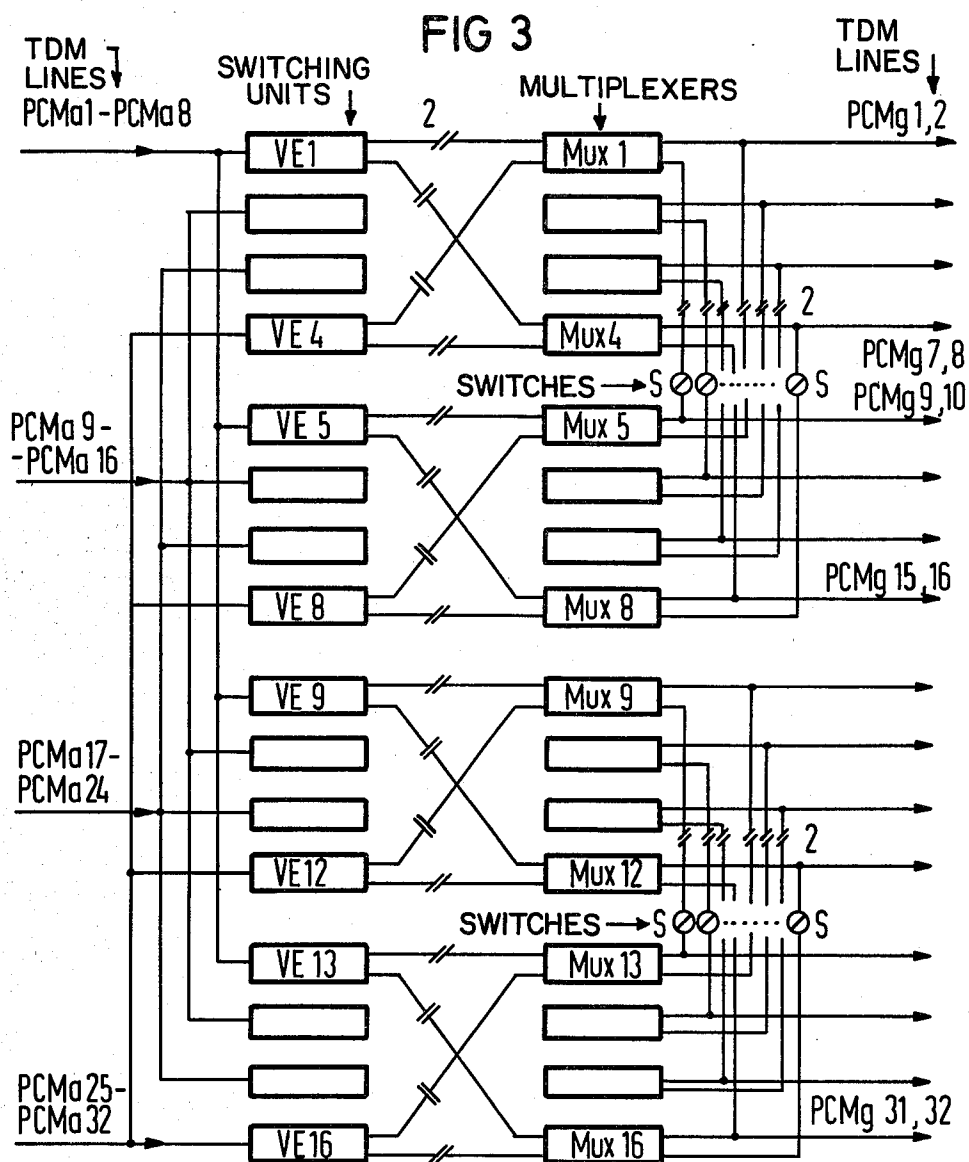 FIG 3
TDM
LINES
PCMa1-PCMa8
SWITCHING
UNITS
2
MULTIPLEXERS
TDM
LINES
PCMg 1,2
VE1
Mux 1
VE 4
Mux4
2
PCMg 7,8
SWITCHES
S
S
PCMg 9,10
PCMa 9-
-PCMa 16
VE 5
Mux 5
VE 8
Mux 8
PCMg 15,16
VE 9
Mux 9
PCMa 17-
PCMa 24
2
VE12
Mux 12
SWITCHES
S
S
VE 13
Mux 13
PCMa 25-
PCMa 32
PCMg 31,32
VE16
Mux 16